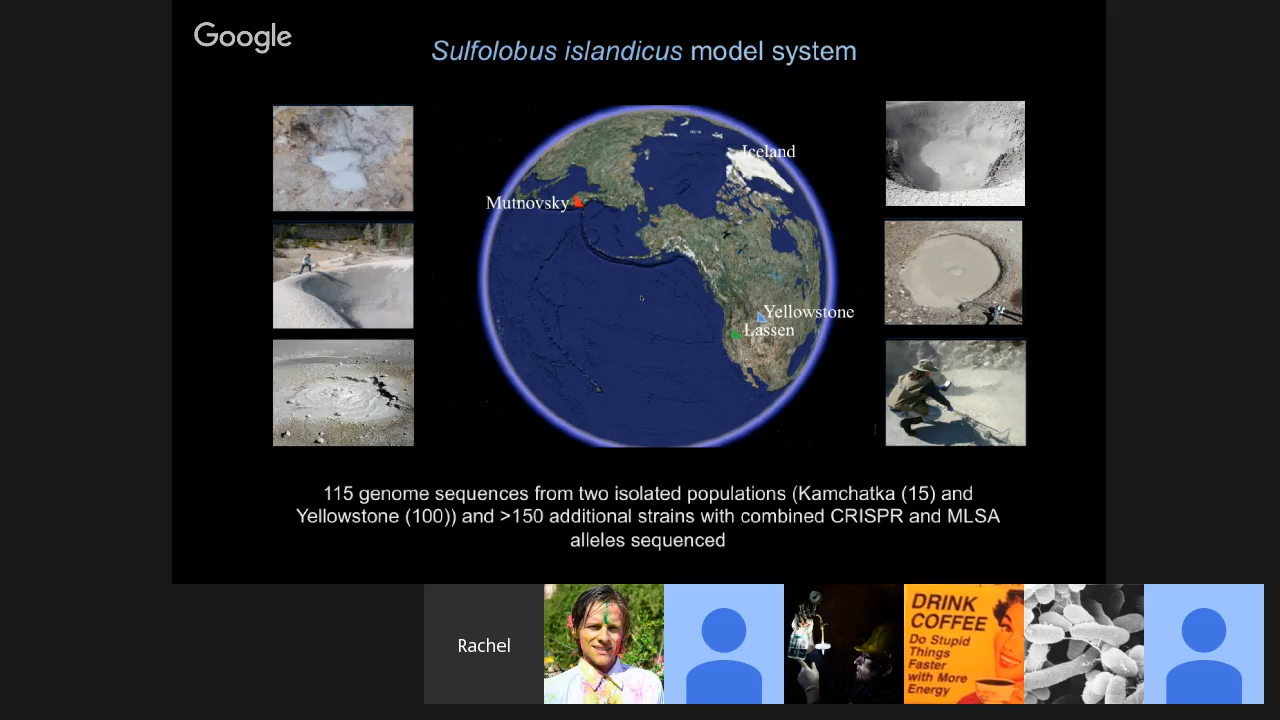 Google
Sulfolobus islandicus model system
Iceland
Mutnovsky
Yellowstone
Lassen
115 genome sequences from two isolated populations (Kamchatka (15) and
Yellowstone (100)) and >150 additional strains with combined CRISPR and MLSA
alleles sequenced
Rachel
DRINK
COFFEE
Do Stupid
Things
Faster
with More
Energy